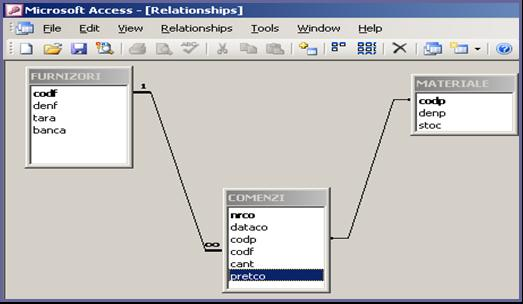 Microsoft Access - [Relationships]
File Edit View Relationships Tools Window Help
FURNIZORI
codf
denf
tara
banca
1
∞
MATERIALE
codp
denp
stoc
COMENZI
nrco
dataco
codp
codf
cant
pretco